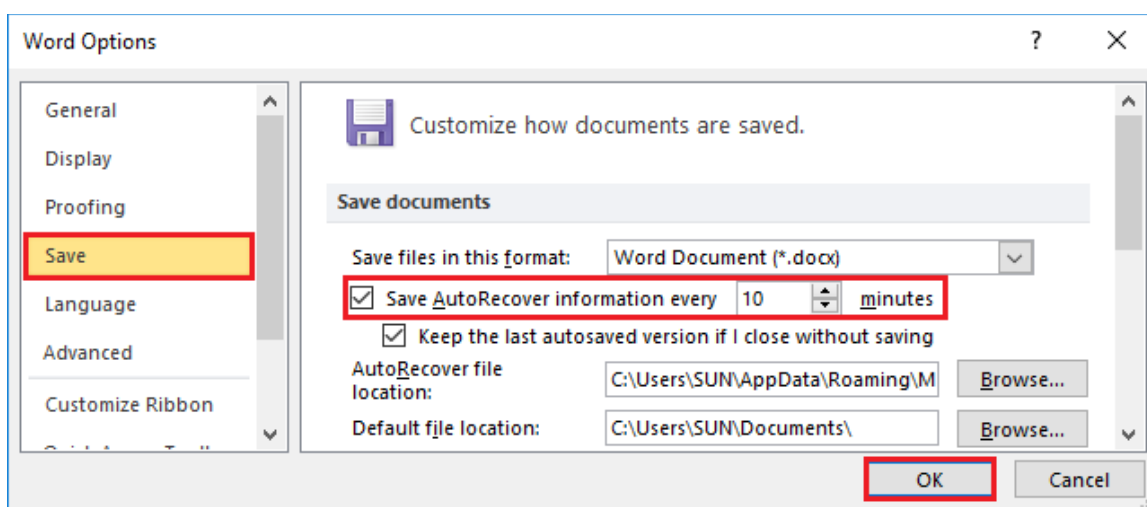 Word Options
?
General
Display
Proofing
Save
Language
Advanced
Customize Ribbon
Customize how documents are saved.
Save documents
Save files in this format: Word Document (*.docx)
Save AutoRecover information every 10 minutes
Keep the last autosaved version if I close without saving
AutoRecover file
location: C:\Users\SUN\AppData\Roaming\M Browse...
Default file location: C:\Users\SUN\Documents\ Browse...
OK Cancel